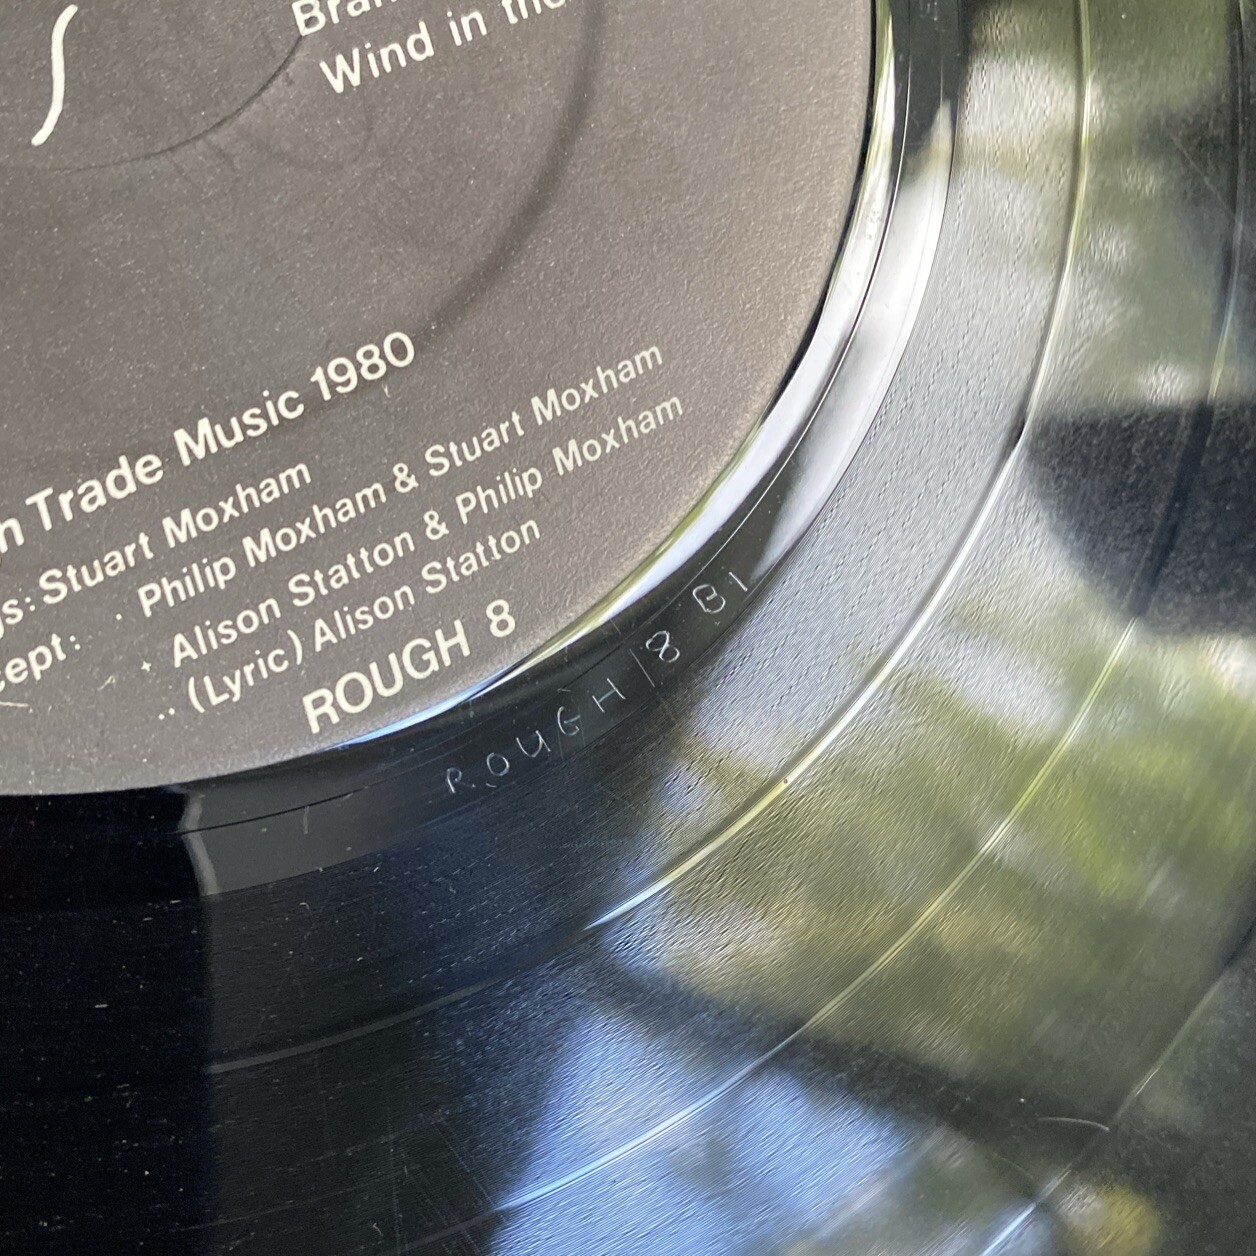 Wind in the
Trade Music 1980
Stuart Moxham
Philip Moxham & Stuart Moxham
+ Alison Statton & Philip Moxham
.. (Lyric) Alison Statton
ROUGH 8
ROUGH 8 B1